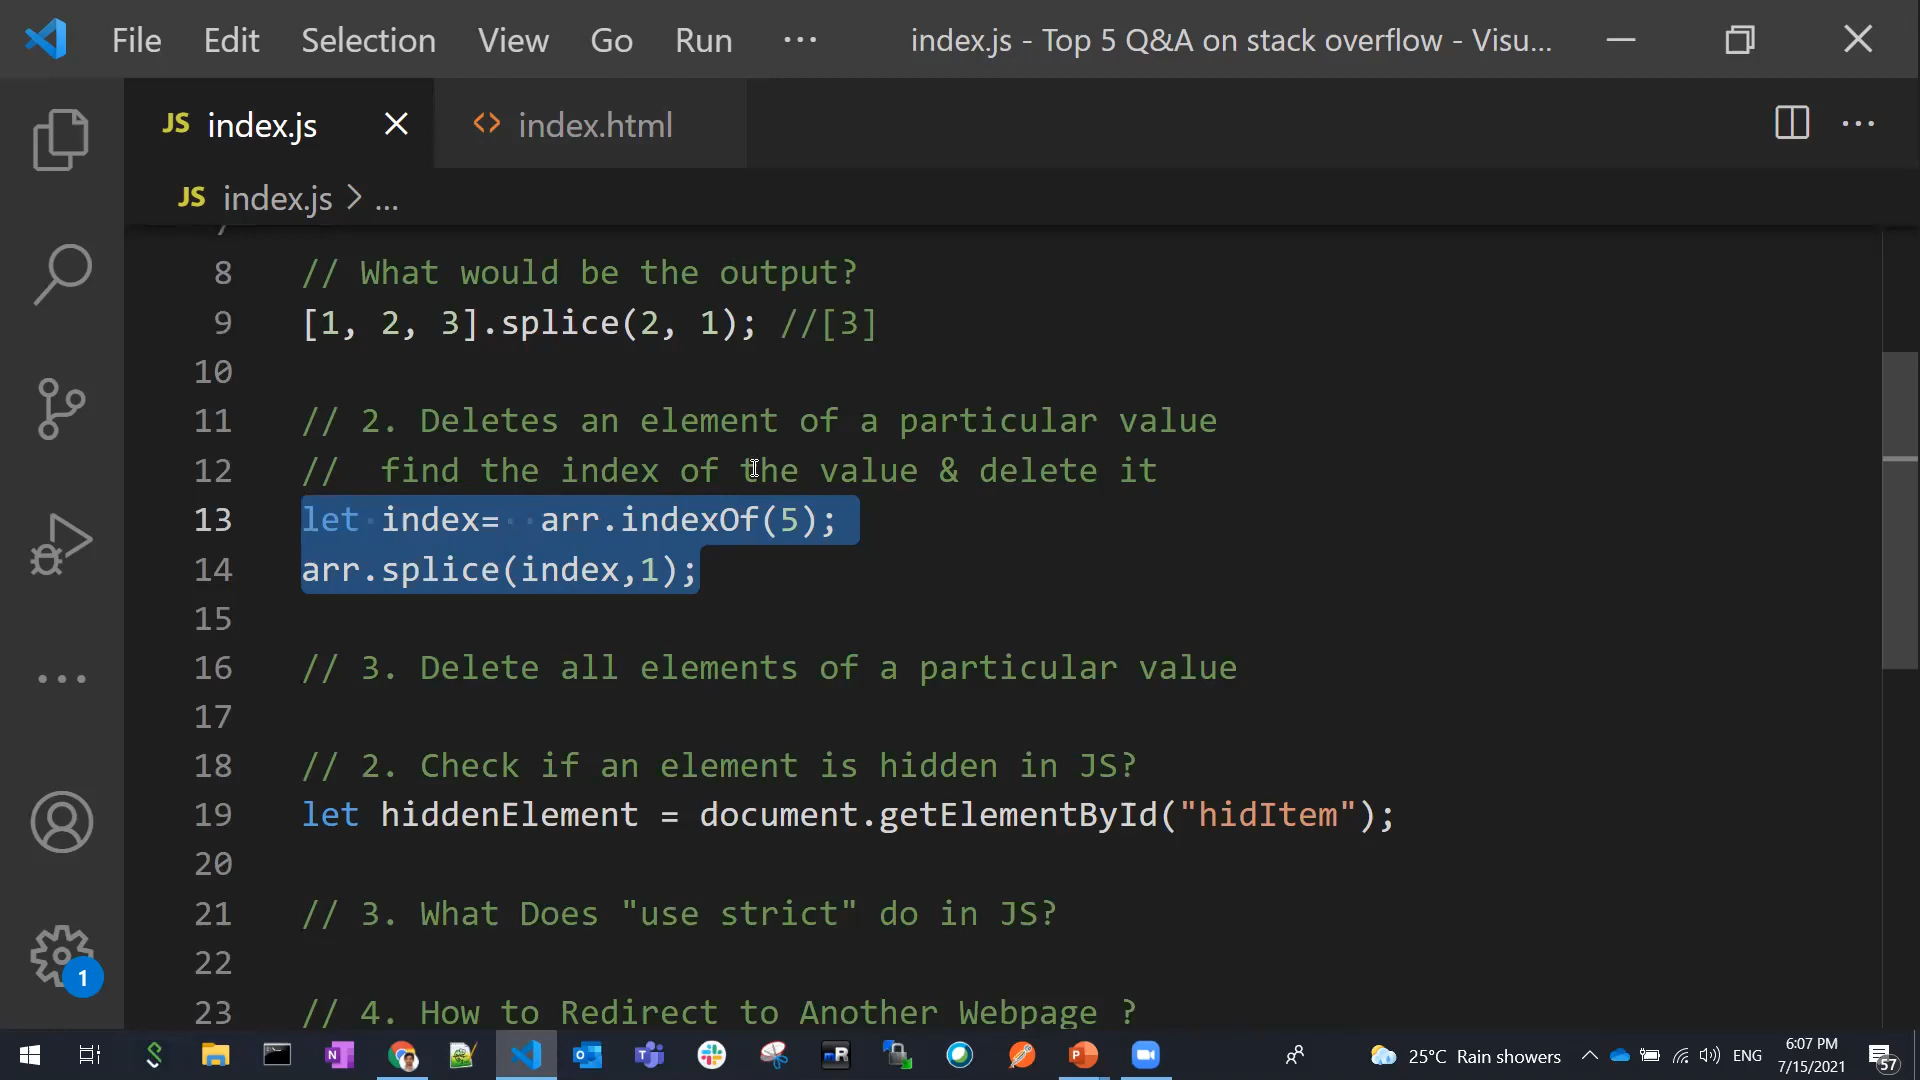 File Edit Selection View Go Run ··· index.js - Top 5 Q&A on stack overflow - Visu...
JS index.js index.html
JS index.js > ...
8 // What would be the output?
9 [1, 2, 3].splice(2, 1); //[3]
10
11 // 2. Deletes an element of a particular value
12 //  find the index of the value & delete it
13 let index=  arr.indexOf(5);
14 arr.splice(index,1);
15
16 // 3. Delete all elements of a particular value
17
18 // 2. Check if an element is hidden in JS?
19 let hiddenElement = document.getElementById("hidItem");
20
21 // 3. What Does "use strict" do in JS?
22
1
23 // 4. How to Redirect to Another Webpage ?
25°C Rain showers ENG 6:07 PM
7/15/2021
57